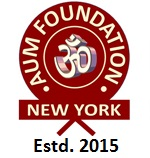 AUM FOUNDATION
ॐ
NEW YORK
Estd. 2015